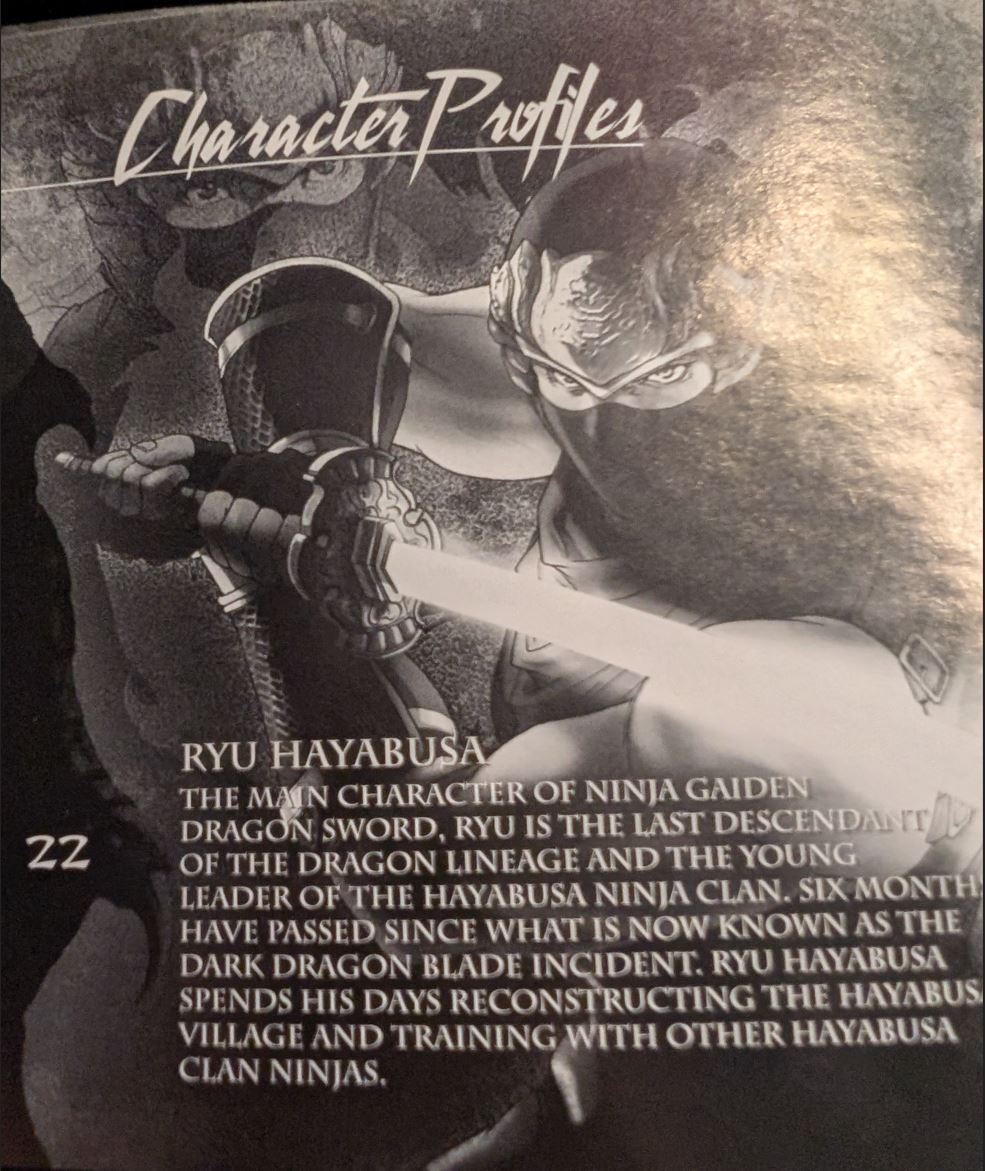 Character Profiles
RYU HAYABUSA
THE MAIN CHARACTER OF NINJA GAIDEN
DRAGON SWORD, RYU IS THE LAST DESCENDANT
OF THE DRAGON LINEAGE AND THE YOUNG
LEADER OF THE HAYABUSA NINJA CLAN. SIX MONTH
HAVE PASSED SINCE WHAT IS NOW KNOWN AS THE
DARK DRAGON BLADE INCIDENT. RYU HAYABUSA
SPENDS HIS DAYS RECONSTRUCTING THE HAYABUS
VILLAGE AND TRAINING WITH OTHER HAYABUSA
CLAN NINJAS.
22